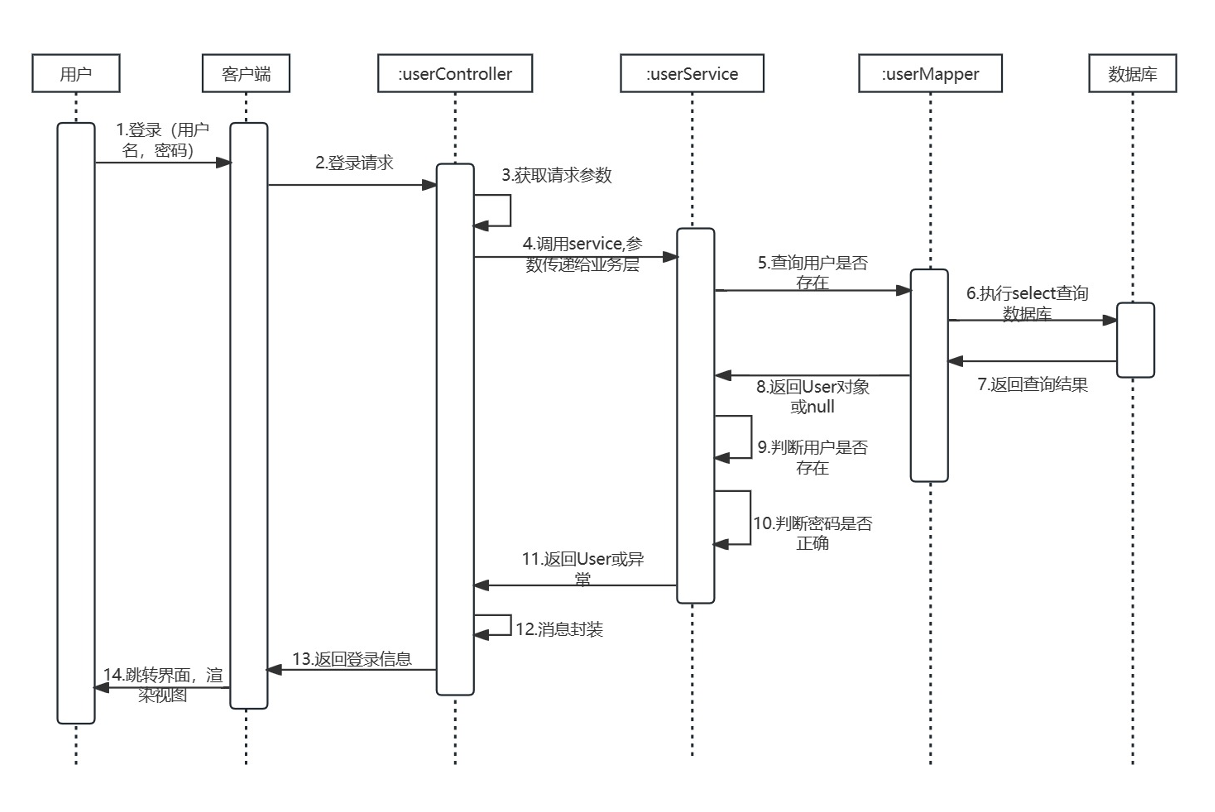 用户
客户端
:userController
:userService
:userMapper
数据库
1.登录（用户
名，密码）
2.登录请求
3.获取请求参数
4.调用service,参
数传递给业务层
5.查询用户是否
存在
6.执行select查询
数据库
7.返回查询结果
8.返回User对象
或null
9.判断用户是否
存在
10.判断密码是否
正确
11.返回User或异
常
12.消息封装
13.返回登录信息
14.跳转界面，渲
染视图